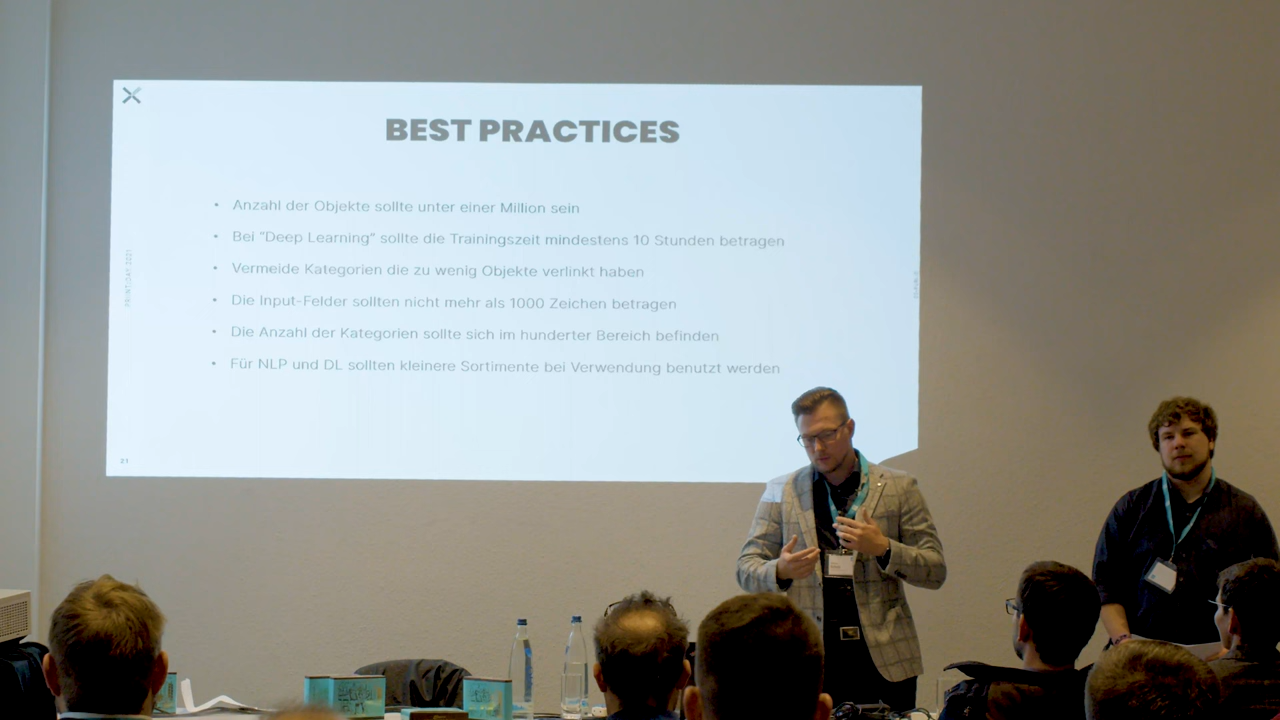 BEST PRACTICES
• Anzahl der Objekte sollte unter einer Million sein
• Bei "Deep Learning" sollte die Trainingszeit mindestens 10 Stunden betragen
• Vermeide Kategorien die zu wenig Objekte verlinkt haben
• Die Input-Felder sollten nicht mehr als 1000 Zeichen betragen
• Die Anzahl der Kategorien sollte sich im hunderter Bereich befinden
• Für NLP und DL sollten kleinere Sortimente bei Verwendung benutzt werden
21